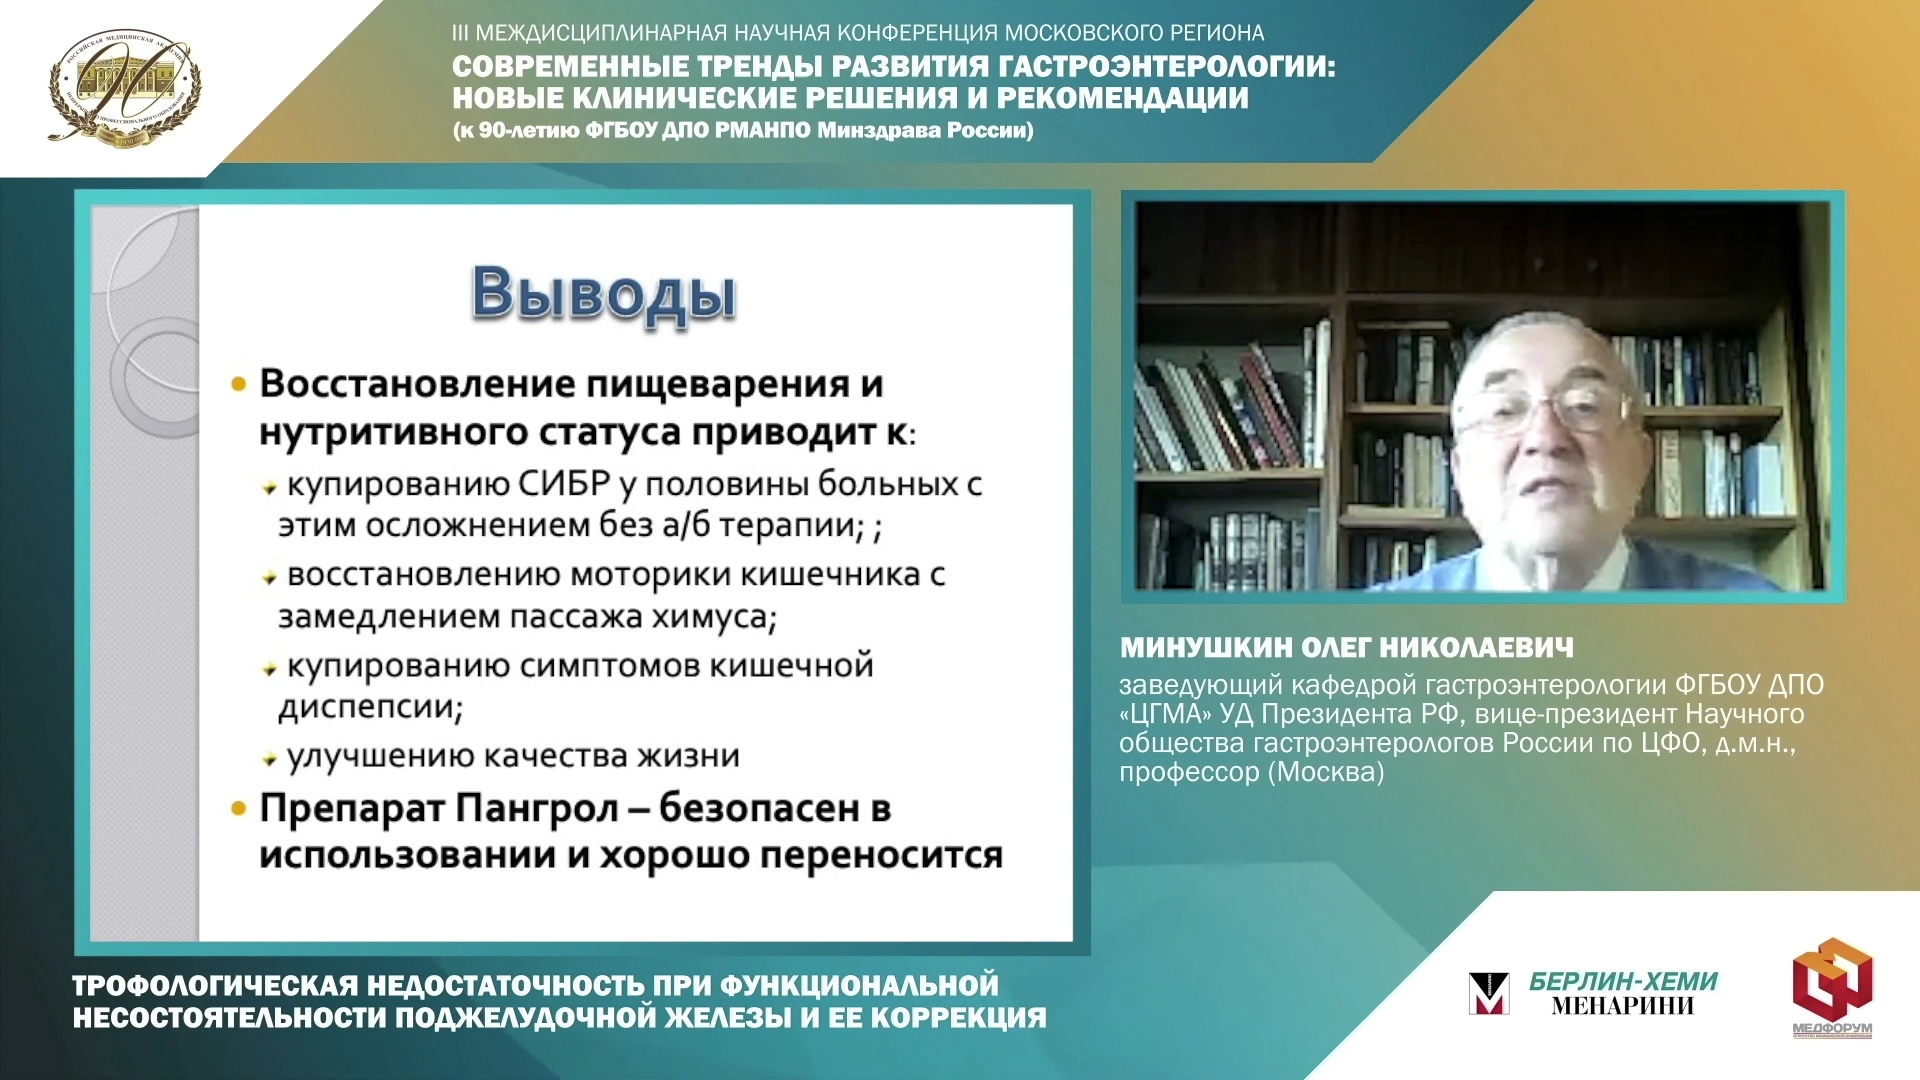 III МЕЖДИСЦИПЛИНАРНАЯ НАУЧНАЯ КОНФЕРЕНЦИЯ МОСКОВСКОГО РЕГИОНА
СОВРЕМЕННЫЕ ТРЕНДЫ РАЗВИТИЯ ГАСТРОЭНТЕРОЛОГИИ:
НОВЫЕ КЛИНИЧЕСКИЕ РЕШЕНИЯ И РЕКОМЕНДАЦИИ
(к 90-летию ФГБОУ ДПО РМАНПО Минздрава России)
Выводы
Восстановление пищеварения и
нутритивного статуса приводит к:
купированию СИБР у половины больных с
этим осложнением без а/б терапии; ;
восстановлению моторики кишечника с
замедлением пассажа химуса;
купированию симптомов кишечной
диспепсии;
улучшению качества жизни
Препарат Пангрол – безопасен в
использовании и хорошо переносится
МИНУШКИН ОЛЕГ НИКОЛАЕВИЧ
заведующий кафедрой гастроэнтерологии ФГБОУ ДПО
«ЦГМА» УД Президента РФ, вице-президент Научного
общества гастроэнтерологов России по ЦФО, д.м.н.,
профессор (Москва)
ТРОФОЛОГИЧЕСКАЯ НЕДОСТАТОЧНОСТЬ ПРИ ФУНКЦИОНАЛЬНОЙ
НЕСОСТОЯТЕЛЬНОСТИ ПОДЖЕЛУДОЧНОЙ ЖЕЛЕЗЫ И ЕЕ КОРРЕКЦИЯ
БЕРЛИН-ХЕМИ
МЕНАРИНИ
МЕДФОРУМ